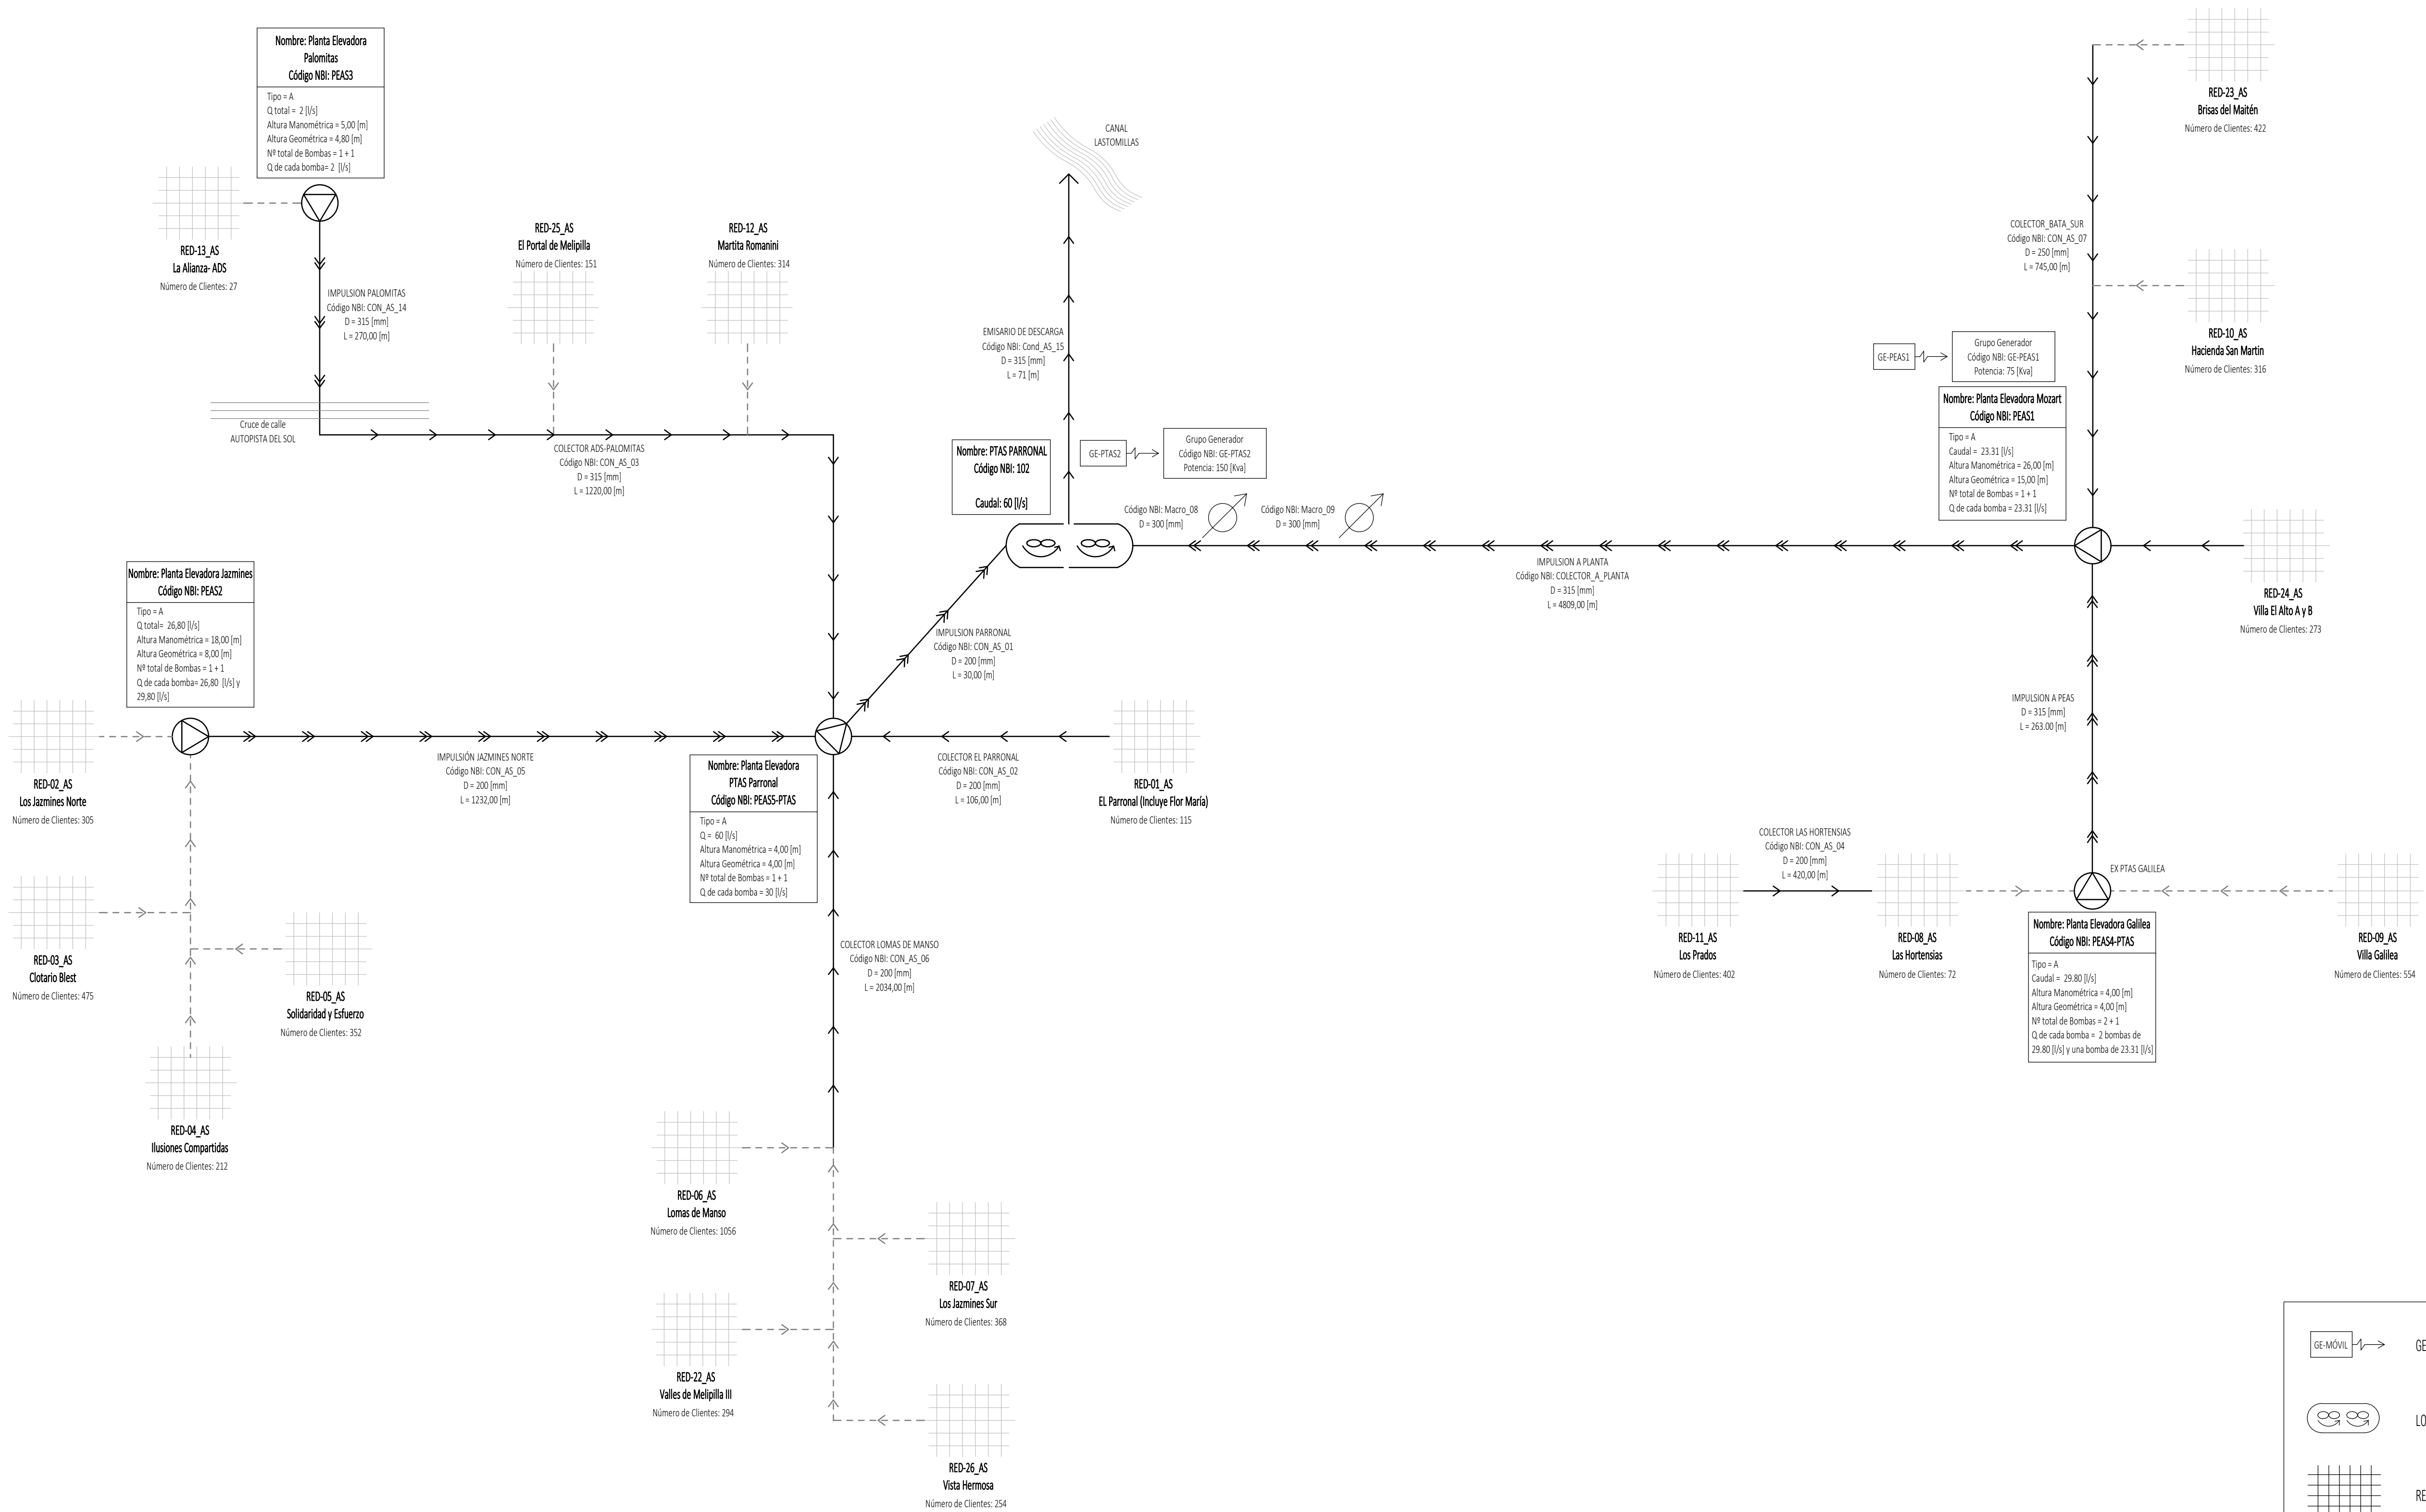 Nombre: Planta Elevadora
Palomitas
Código NBI: PEAS3
Tipo = A
Q total =  2 [l/s]
Altura Manométrica = 5,00 [m]
Altura Geométrica = 4,80 [m]
Nº total de Bombas = 1 + 1
Q de cada bomba= 2  [l/s]
RED-13_AS
La Alianza- ADS
Número de Clientes: 27
IMPULSION PALOMITAS
Código NBI: CON_AS_14
D = 315 [mm]
L = 270,00 [m]
Cruce de calle
AUTOPISTA DEL SOL
RED-25_AS
El Portal de Melipilla
Número de Clientes: 151
RED-12_AS
Martita Romanini
Número de Clientes: 314
COLECTOR ADS-PALOMITAS
Código NBI: CON_AS_03
D = 315 [mm]
L = 1220,00 [m]
CANAL
LASTOMILLAS
EMISARIO DE DESCARGA
Código NBI: Cond_AS_15
D = 315 [mm]
L = 71 [m]
Nombre: PTAS PARRONAL
Código NBI: 102
Caudal: 60 [l/s]
GE-PTAS2
Grupo Generador
Código NBI: GE-PTAS2
Potencia: 150 [Kva]
Código NBI: Macro_08
D = 300 [mm]
Código NBI: Macro_09
D = 300 [mm]
IMPULSION A PLANTA
Código NBI: COLECTOR_A_PLANTA
D = 315 [mm]
L = 4809,00 [m]
RED-23_AS
Brisas del Maitén
Número de Clientes: 422
COLECTOR_BATA_SUR
Código NBI: CON_AS_07
D = 250 [mm]
L = 745,00 [m]
RED-10_AS
Hacienda San Martin
Número de Clientes: 316
GE-PEAS1
Grupo Generador
Código NBI: GE-PEAS1
Potencia: 75 [Kva]
Nombre: Planta Elevadora Mozart
Código NBI: PEAS1
Tipo = A
Caudal =  23.31 [l/s]
Altura Manométrica = 26,00 [m]
Altura Geométrica = 15,00 [m]
Nº total de Bombas = 1 + 1
Q de cada bomba = 23.31 [l/s]
RED-24_AS
Villa El Alto A y B
Número de Clientes: 273
Nombre: Planta Elevadora Jazmines
Código NBI: PEAS2
Tipo = A
Q total=  26,80 [l/s]
Altura Manométrica = 18,00 [m]
Altura Geométrica = 8,00 [m]
Nº total de Bombas = 1 + 1
Q de cada bomba= 26,80  [l/s] y
29,80 [l/s]
RED-02_AS
Los Jazmines Norte
Número de Clientes: 305
IMPULSIÓN JAZMINES NORTE
Código NBI: CON_AS_05
D = 200 [mm]
L = 1232,00 [m]
IMPULSION PARRONAL
Código NBI: CON_AS_01
D = 200 [mm]
L = 30,00 [m]
Nombre: Planta Elevadora
PTAS Parronal
Código NBI: PEAS5-PTAS
Tipo = A
Q =  60 [l/s]
Altura Manométrica = 4,00 [m]
Altura Geométrica = 4,00 [m]
Nº total de Bombas = 1 + 1
Q de cada bomba = 30 [l/s]
COLECTOR EL PARRONAL
Código NBI: CON_AS_02
D = 200 [mm]
L = 106,00 [m]
RED-01_AS
EL Parronal (Incluye Flor María)
Número de Clientes: 115
IMPULSION A PEAS
D = 315 [mm]
L = 263.00 [m]
RED-03_AS
Clotario Blest
Número de Clientes: 475
RED-05_AS
Solidaridad y Esfuerzo
Número de Clientes: 352
RED-04_AS
Ilusiones Compartidas
Número de Clientes: 212
COLECTOR LOMAS DE MANSO
Código NBI: CON_AS_06
D = 200 [mm]
L = 2034,00 [m]
COLECTOR LAS HORTENSIAS
Código NBI: CON_AS_04
D = 200 [mm]
L = 420,00 [m]
RED-11_AS
Los Prados
Número de Clientes: 402
RED-08_AS
Las Hortensias
Número de Clientes: 72
EX PTAS GALILEA
Nombre: Planta Elevadora Galilea
Código NBI: PEAS4-PTAS
Tipo = A
Caudal =  29.80 [l/s]
Altura Manométrica = 4,00 [m]
Altura Geométrica = 4,00 [m]
Nº total de Bombas = 2 + 1
Q de cada bomba =  2 bombas de
29.80 [l/s] y una bomba de 23.31 [l/s]
RED-09_AS
Villa Galilea
Número de Clientes: 554
RED-06_AS
Lomas de Manso
Número de Clientes: 1056
RED-07_AS
Los Jazmines Sur
Número de Clientes: 368
RED-22_AS
Valles de Melipilla III
Número de Clientes: 294
RED-26_AS
Vista Hermosa
Número de Clientes: 254
GE-MÓVIL